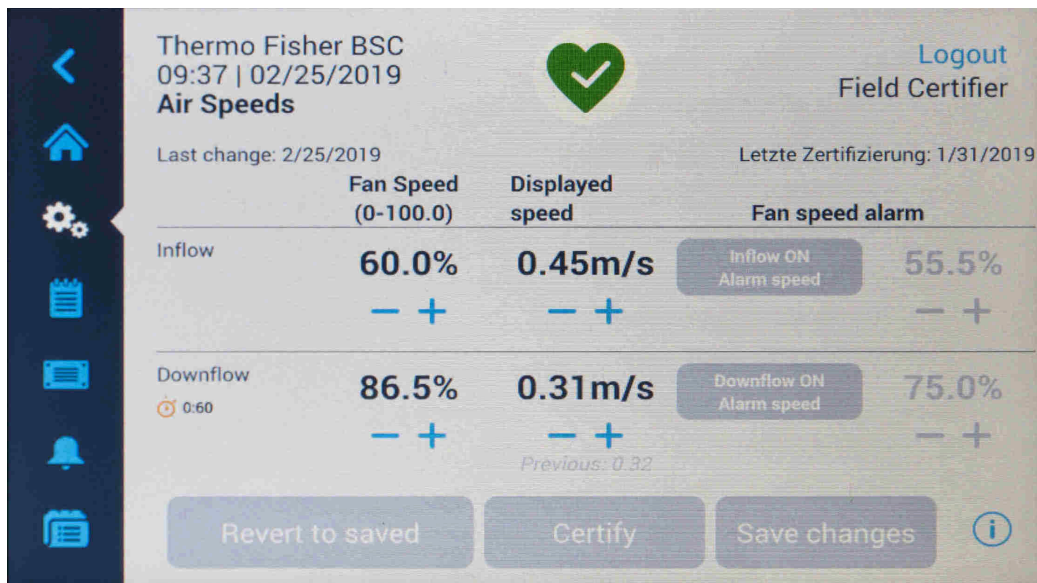 Thermo Fisher BSC
09:37 | 02/25/2019
Air Speeds
Logout
Field Certifier
Last change: 2/25/2019
Letzte Zertifizierung: 1/31/2019
Fan Speed
(0-100.0)
Displayed
speed
Fan speed alarm
Inflow
60.0%
0.45m/s
Inflow ON
Alarm speed
55.5%
− +
− +
− +
Downflow
0:60
86.5%
0.31m/s
Downflow ON
Alarm speed
75.0%
− +
− +
− +
Previous: 0.32
Revert to saved
Certify
Save changes
i